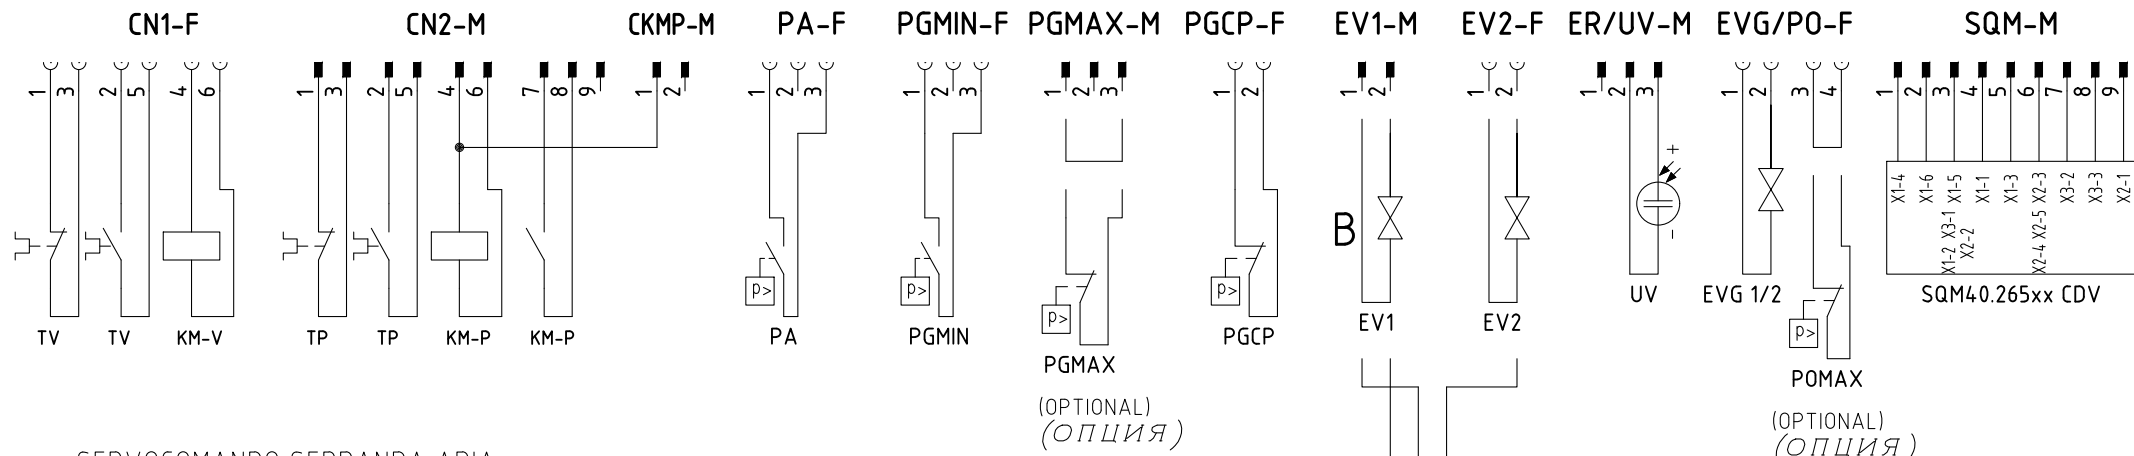 CN1-F CN2-M CKMP-M PA-F PGMIN-F PGMAX-M PGCP-F EV1-M EV2-F ER/UV-M EVG/PO-F SQM-M
1 3 2 5 4 6 1 3 2 5 4 6 7 8 9 1 2 1 2 3 1 2 3 1 2 3 1 2 1 2 1 2 1 2 3 1 2 3 4 1 2 3 4 5 6 7 8 9
+
X1-4 X1-6 X1-5 X1-1 X1-3 X2-3 X3-2 X3-3 X2-1
X1-2 X3-1 X2-2 X2-4 X2-5
B
-
p> p> p> p> p>
TV TV KM-V TP TP KM-P KM-P PA PGMIN PGMAX PGCP EV1 EV2 UV EVG 1/2 SQM40.265xx CDV
POMAX
(OPTIONAL)
(ОПЦИЯ)
(OPTIONAL)
(ОПЦИЯ)
SERVOCOMANDO SERRANDA ARIA